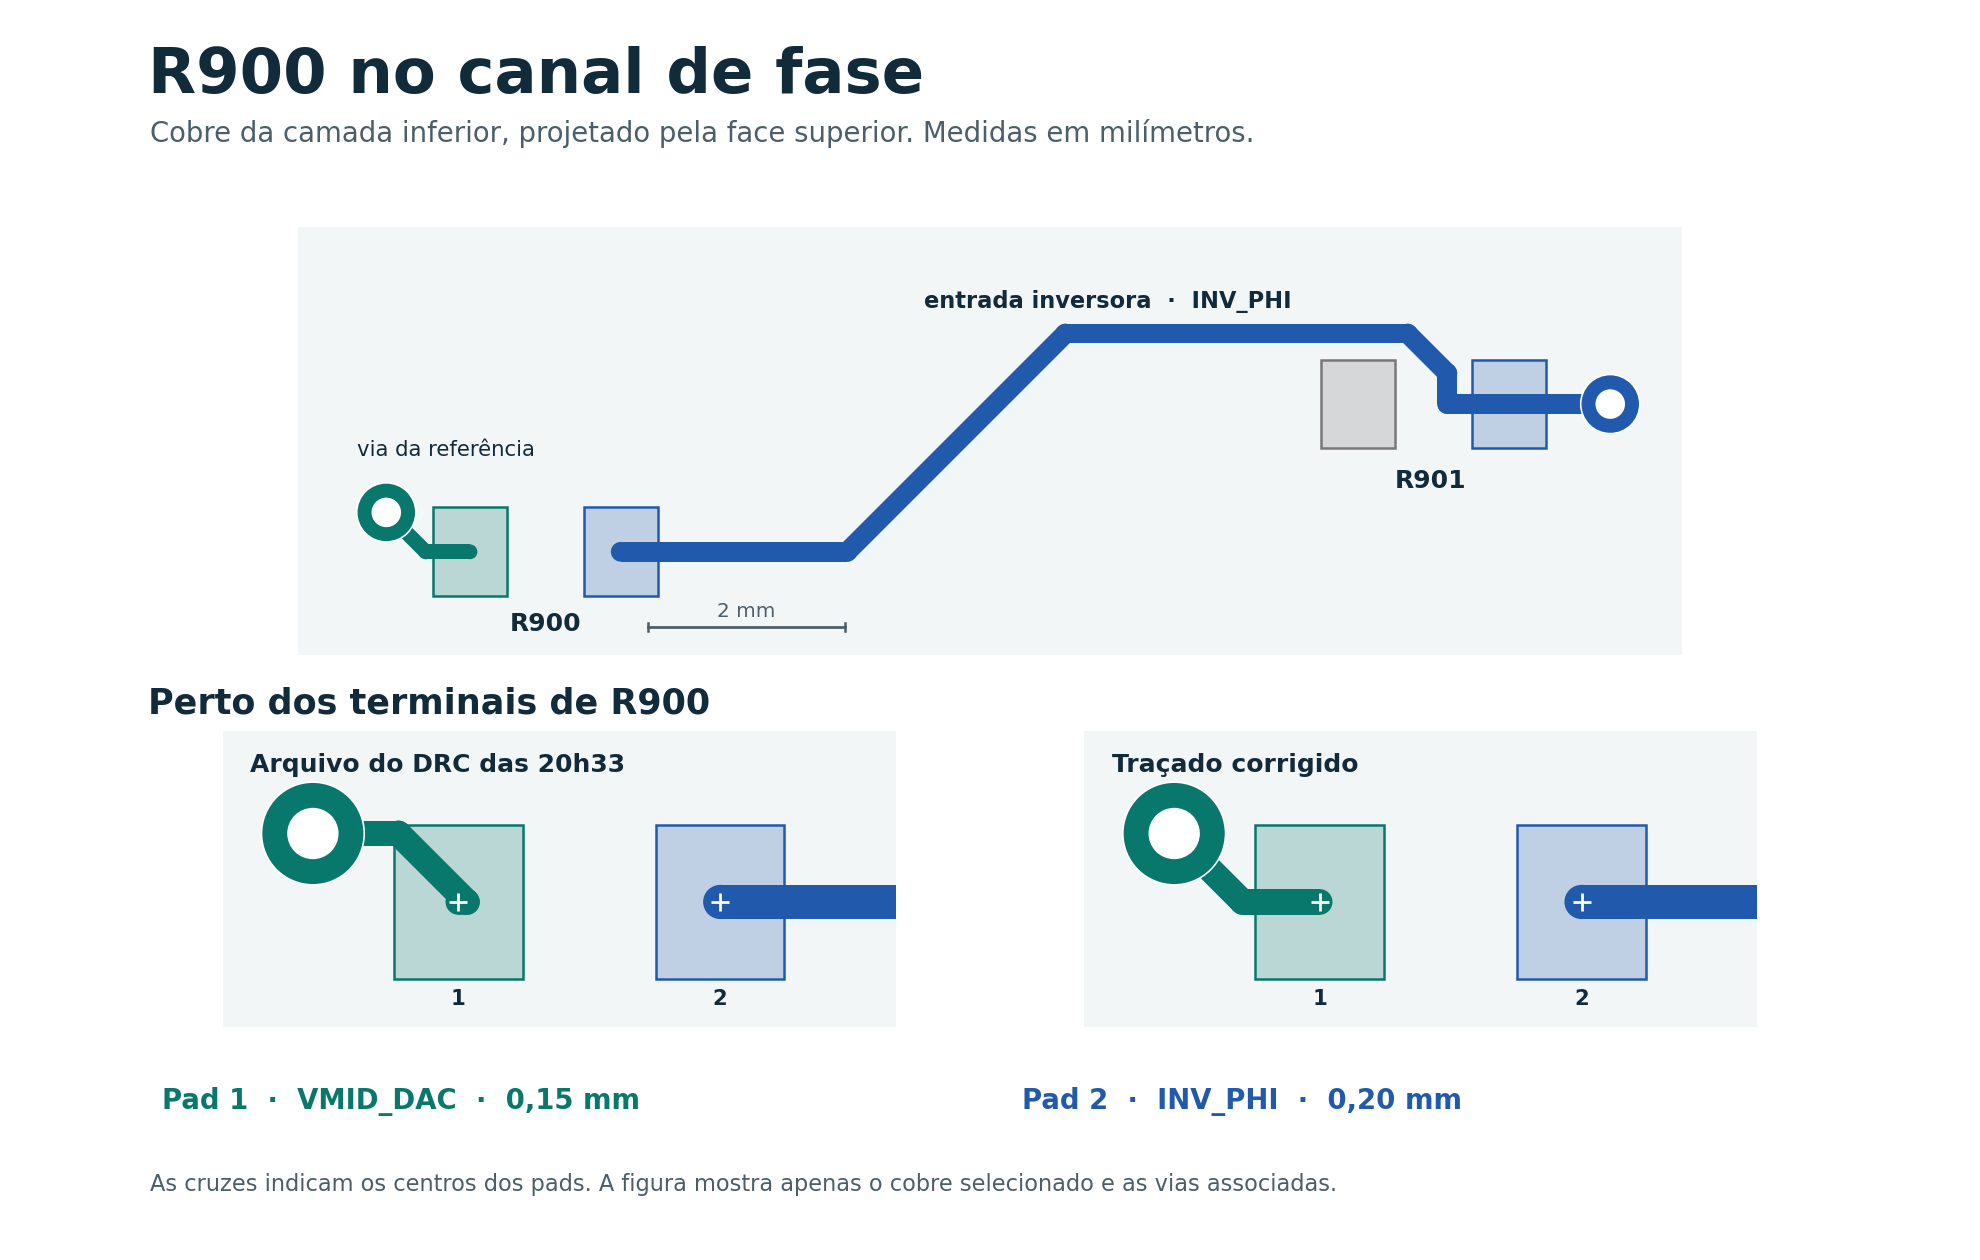 R900 no canal de fase
Cobre da camada inferior, projetado pela face superior. Medidas em milímetros.
entrada inversora · INV_PHI
via da referência
R901
2 mm
R900
Perto dos terminais de R900
Arquivo do DRC das 20h33
1
2
Traçado corrigido
1
2
Pad 1 · VMID_DAC · 0,15 mm
Pad 2 · INV_PHI · 0,20 mm
As cruzes indicam os centros dos pads. A figura mostra apenas o cobre selecionado e as vias associadas.